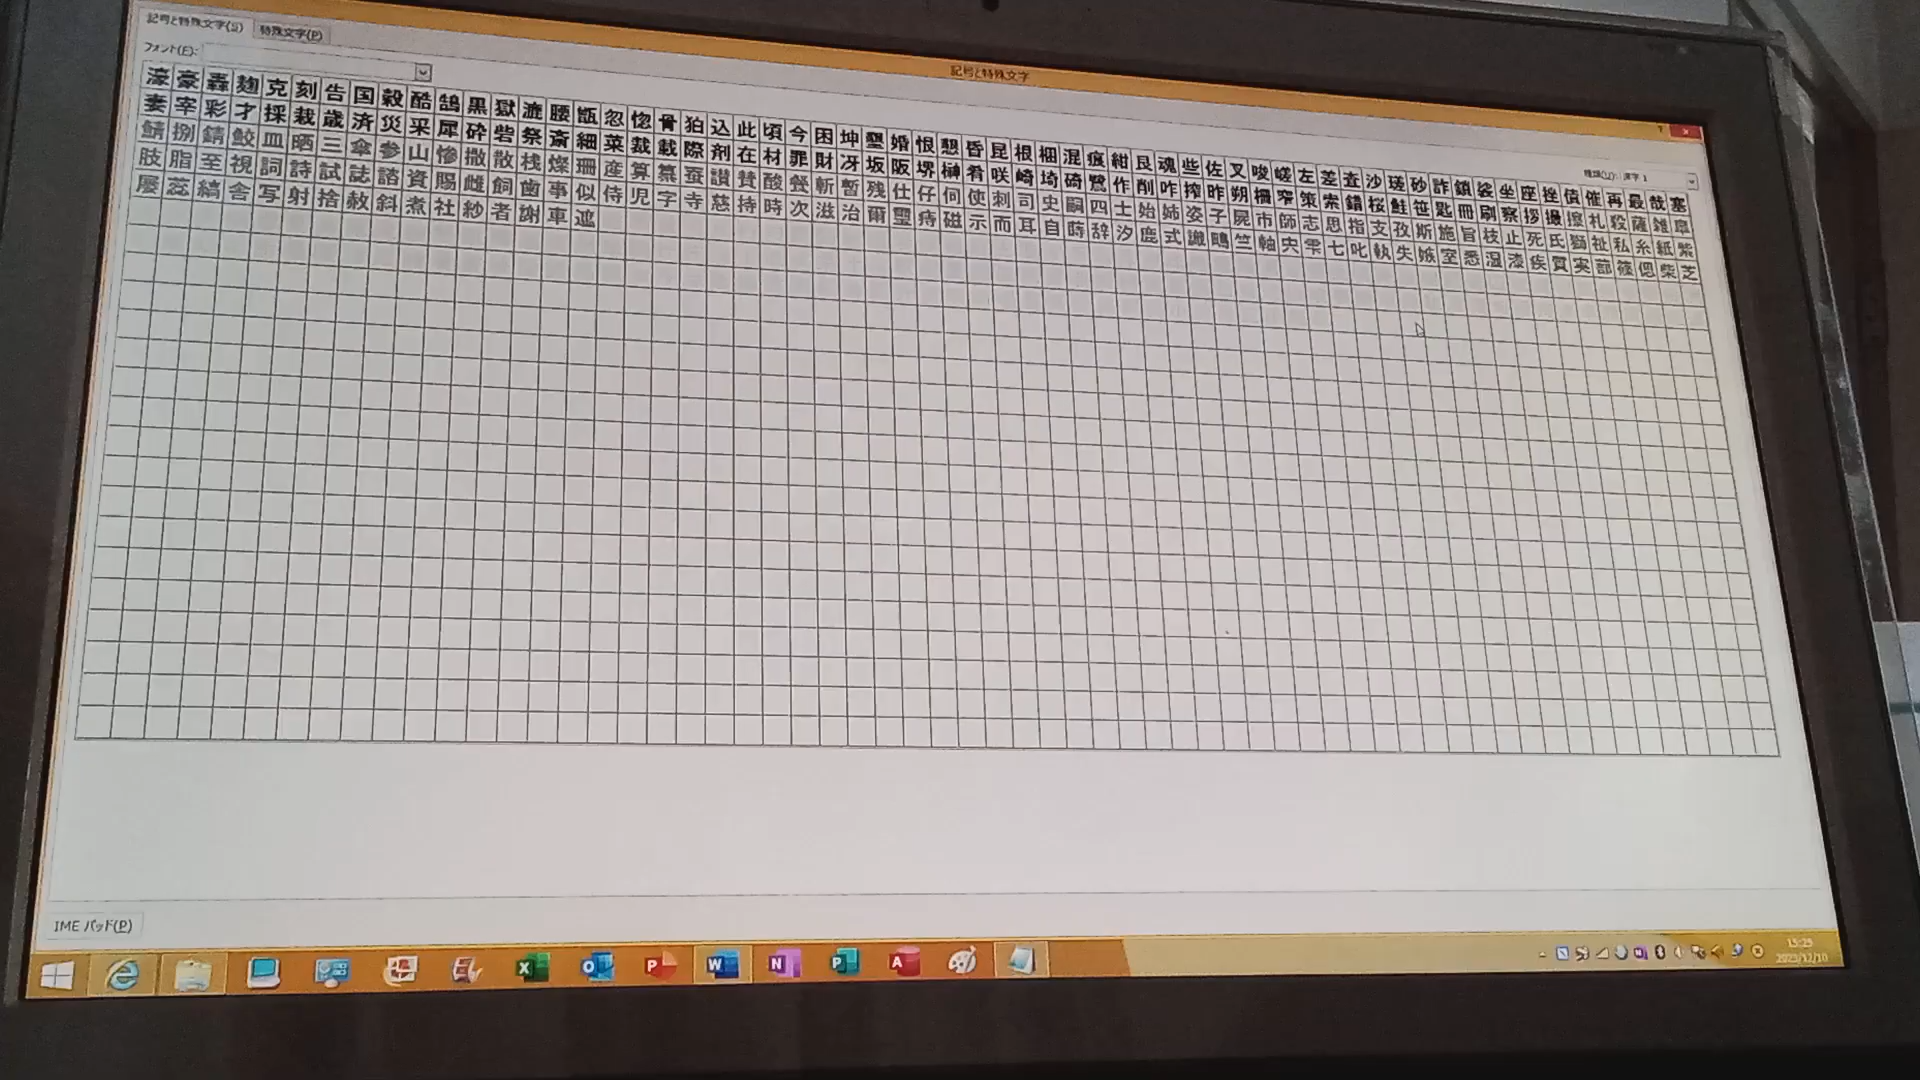 記号と特殊文字
記号と特殊文字(S) 特殊文字(P)
フォント(F):
種類(U): 漢字 1
濠豪轟麹克刻告国穀酷鵠黒獄漉腰甑忽惚骨狛込此頃今困坤墾婚恨懇昏昆根梱混痕紺艮魂些佐叉唆嵯左差査沙瑳砂詐鎖裟坐座挫債催再最哉塞
妻宰彩才採栽歳済災采犀砕砦祭斎細菜裁載際剤在材罪財冴坂阪堺榊肴咲崎埼碕鷺作削咋搾昨朔柵窄策索錯桜鮭笹匙冊刷察拶撮擦札殺薩雑皐
鯖捌錆鮫皿晒三傘参山惨撒散桟燦珊産算纂蚕讃賛酸餐斬暫残仕仔伺使刺司史嗣四士始姉姿子屍市師志思指支孜斯施旨枝止死氏獅祉私糸紙紫
肢脂至視詞詩試誌諮資賜雌飼歯事似侍児字寺慈持時次滋治爾璽痔磁示而耳自蒔辞汐鹿式識鴫竺軸宍雫七叱執失嫉室悉湿漆疾質実蔀篠偲柴芝
屡蕊縞舎写射捨赦斜煮社紗者謝車遮
IME パッド(P)
15:25
2023/12/10